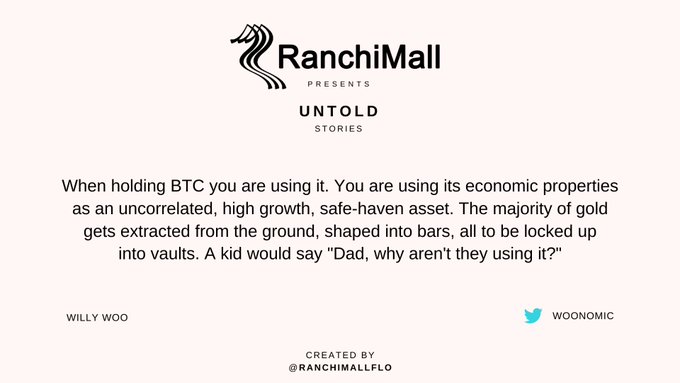 RanchiMall
PRESENTS
UNTOLD
STORIES
When holding BTC you are using it. You are using its economic properties
as an uncorrelated, high growth, safe-haven asset. The majority of gold
gets extracted from the ground, shaped into bars, all to be locked up
into vaults. A kid would say "Dad, why aren't they using it?"
WILLY WOO
WOONOMIC
CREATED BY
@RANCHIMALLFLO